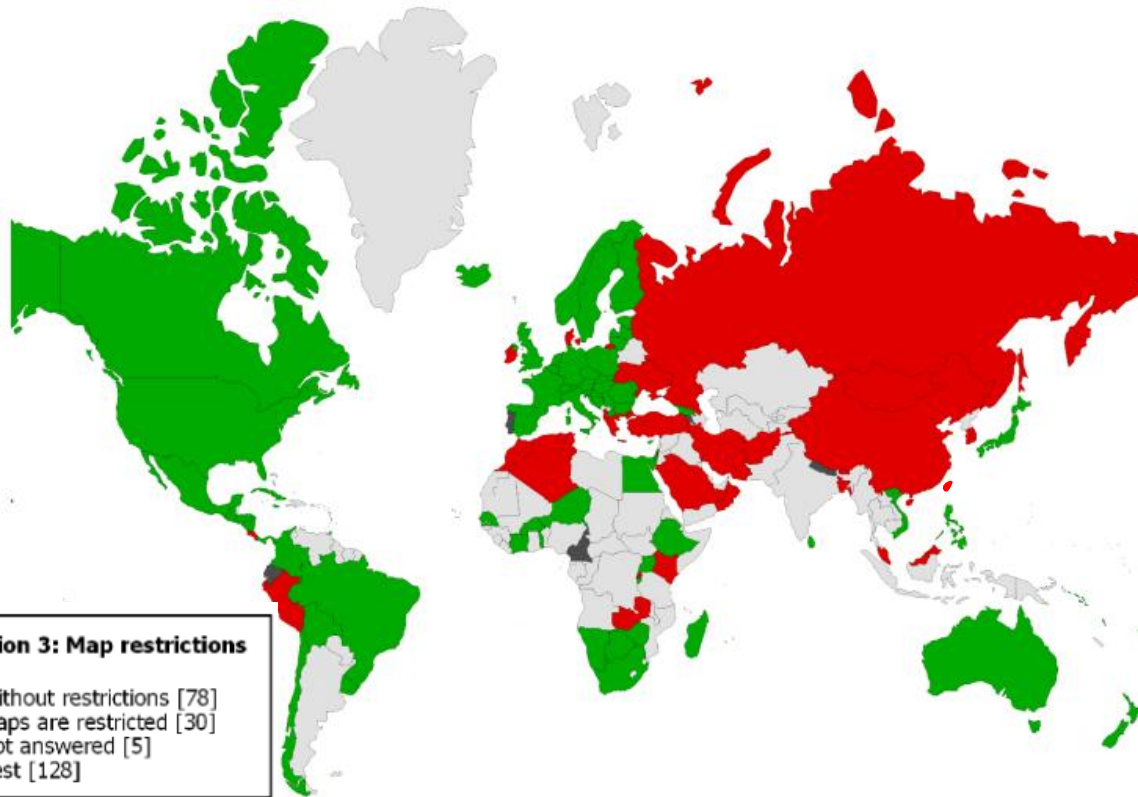 ion 3: Map restrictions
ithout restrictions [78]
aps are restricted [30]
ot answered [5]
est [128]